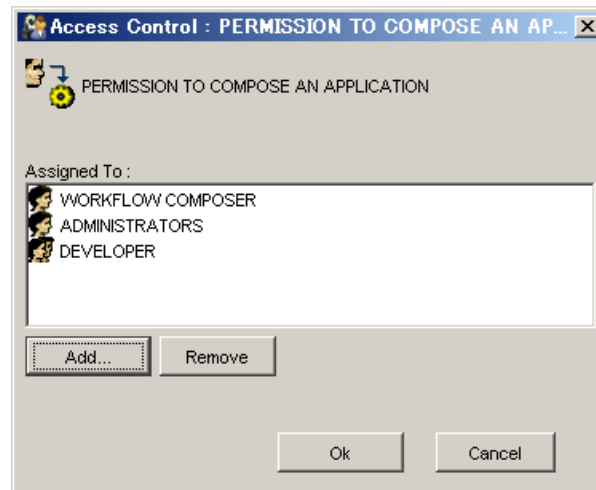 Access Control : PERMISSION TO COMPOSE AN AP...
PERMISSION TO COMPOSE AN APPLICATION
Assigned To :
WORKFLOW COMPOSER
ADMINISTRATORS
DEVELOPER
Add... Remove
Ok Cancel